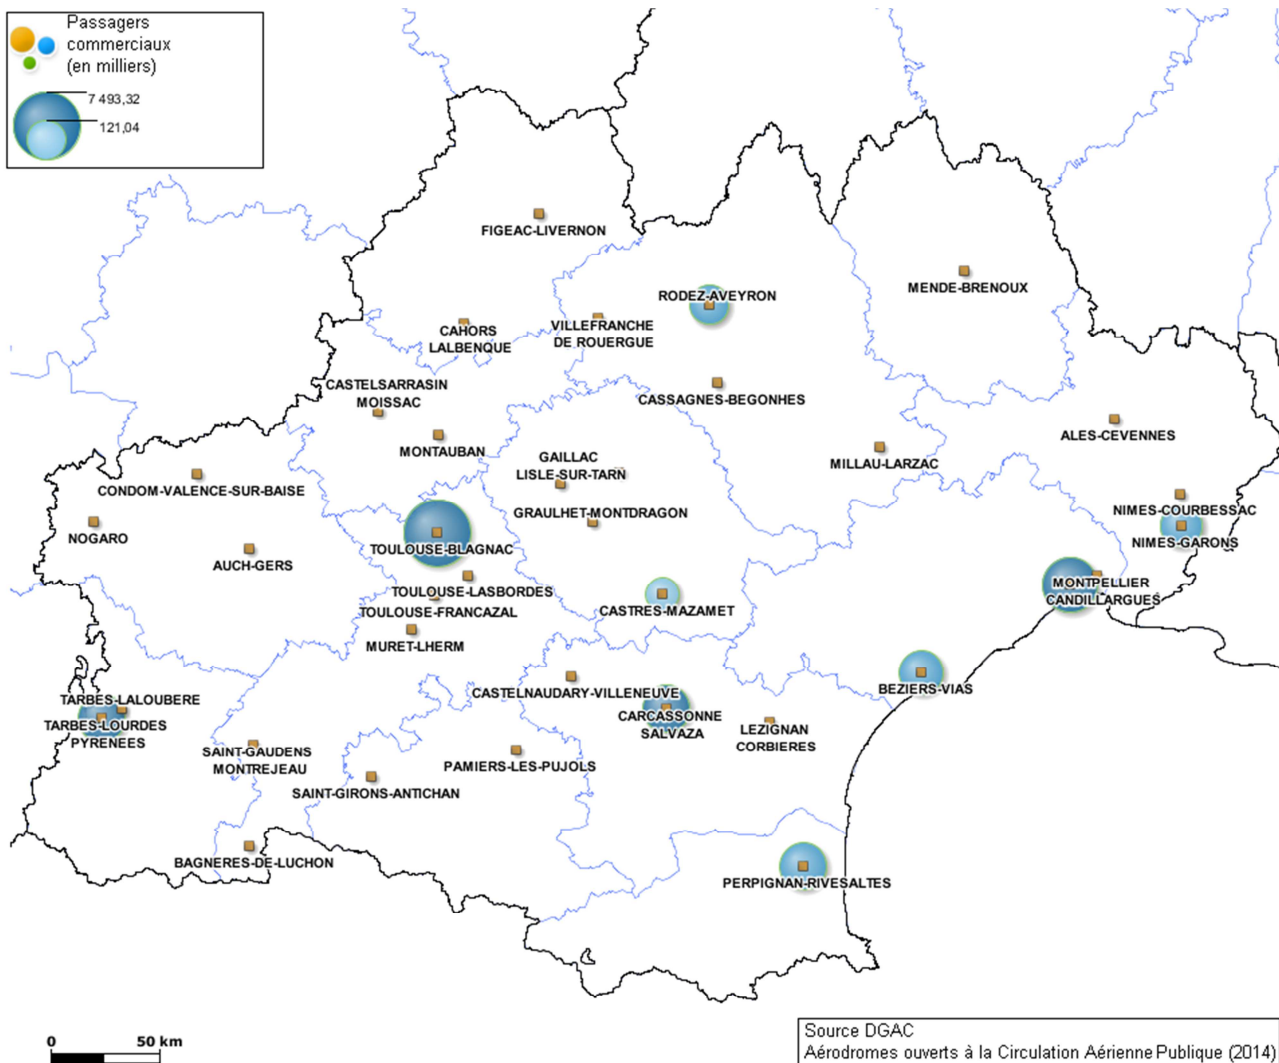 Passagers
commerciaux
(en milliers)
7 493,32
121,04
FIGEAC-LIVERNON
RODEZ-AVEYRON
MENDE-BRENOUX
CAHORS
LALBENQUE
VILLEFRANCHE
DE ROUERGUE
CASTELSARRASIN
MOISSAC
CASSAGNES-BEGONHES
MONTAUBAN
ALES-CEVENNES
GAILLAC
LISLE-SUR-TARN
MILLAU-LARZAC
CONDOM-VALENCE-SUR-BAISE
NOGARO
GRAULHET-MONTDRAGON
NIMES-COURBESSAC
NIMES-GARONS
TOULOUSE-BLAGNAC
AUCH-GERS
TOULOUSE-LASBORDES
TOULOUSE-FRANCAZAL
CASTRES-MAZAMET
MONTPELLIER
CANDILLARGUES
MURET-LHERM
BEZIERS-VIAS
CASTELNAUDARY-VILLENEUVE
TARBES-LALOUBERE
TARBES-LOURDES
PYRENEES
CARCASSONNE
SALVAZA
LEZIGNAN
CORBIERES
SAINT-GAUDENS
MONTREJEAU
PAMIERS-LES-PUJOLS
SAINT-GIRONS-ANTICHAN
BAGNERES-DE-LUCHON
PERPIGNAN-RIVESALTES
0 50 km
Source DGAC
Aérodromes ouverts à la Circulation Aérienne Publique (2014)